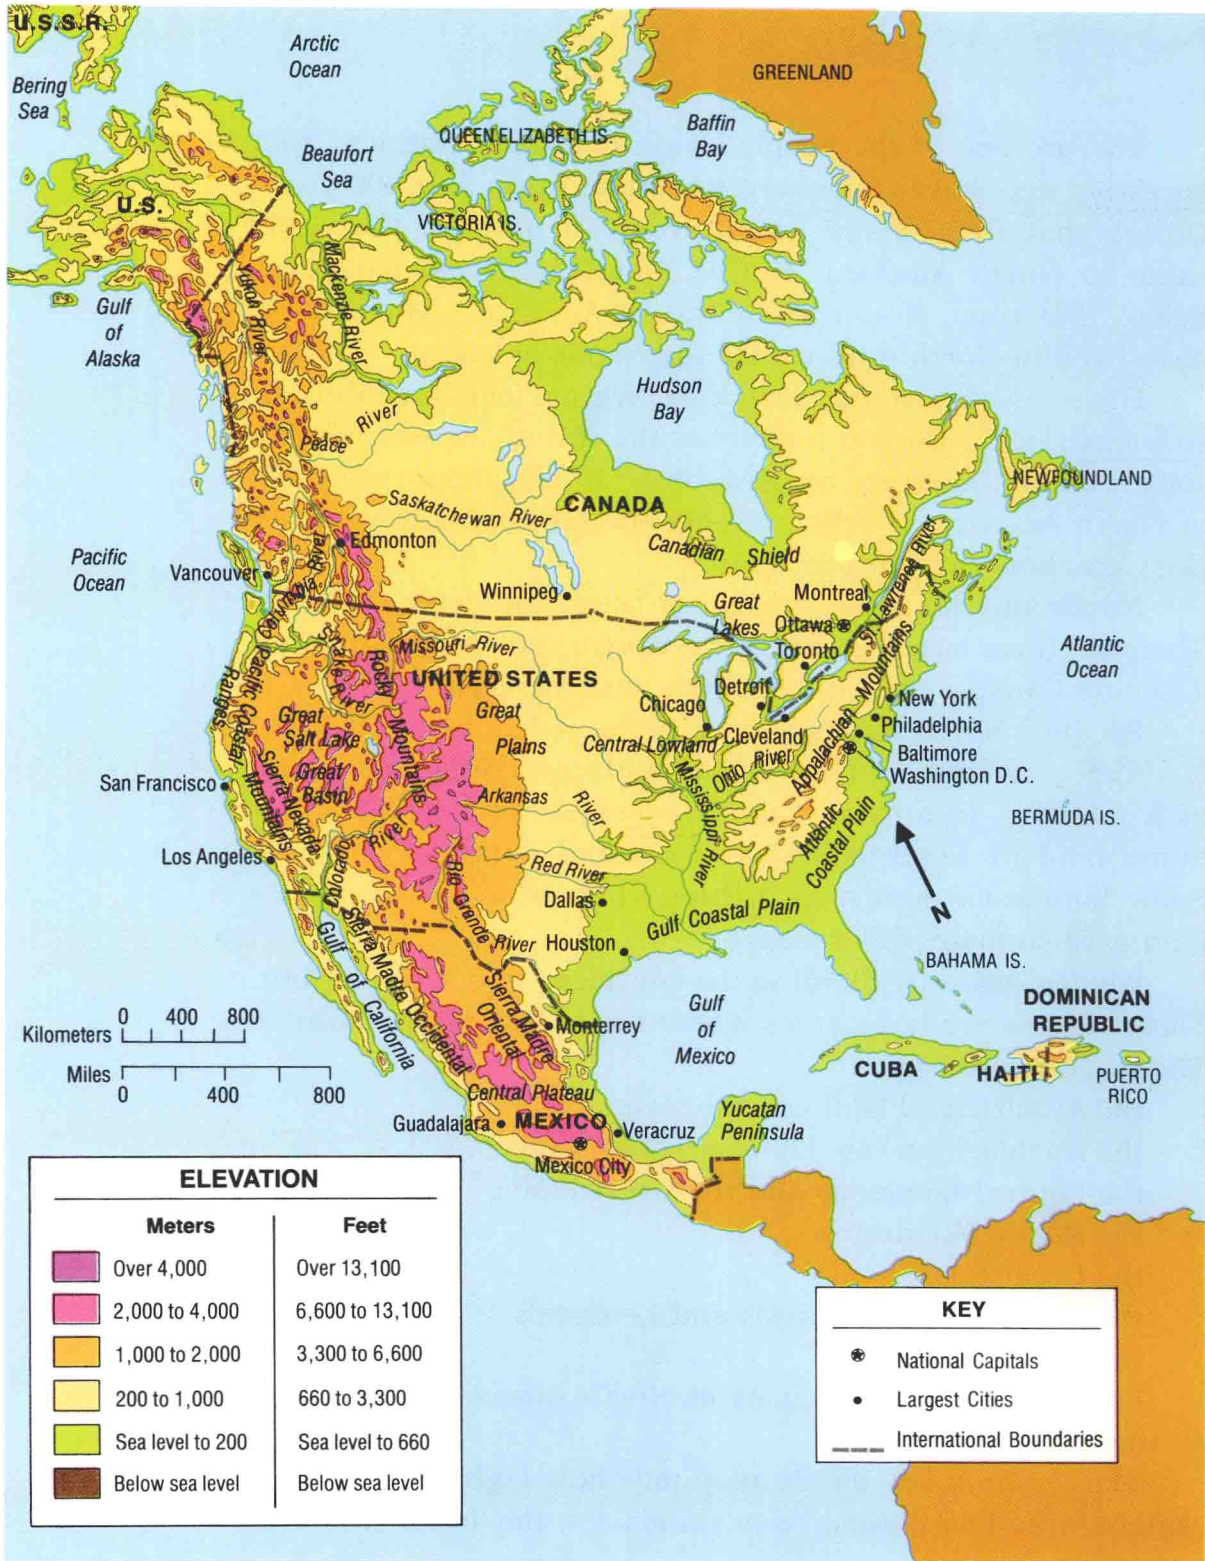 U.S.S.R.
Arctic
Ocean
GREENLAND
Bering
Sea
Baffin
Bay
QUEEN ELIZABETH IS.
Beaufort
Sea
U.S.
VICTORIA IS.
Mackenzie River
Yukon River
Gulf
of
Alaska
Hudson
Bay
Peace River
NEWFOUNDLAND
Saskatchewan River
CANADA
Canadian Shield
Edmonton
Pacific
Ocean
Vancouver
Columbia River
Winnipeg
Great
Lakes
Montreal
Ottawa
St. Lawrence River
Toronto
Atlantic
Ocean
Missouri River
Snake River
UNITED STATES
Rocky Mountains
Pacific Coastal
Ranges
Great
Salt Lake
Great
Plains
Chicago
Detroit
Cleveland
New York
Philadelphia
Baltimore
Washington D.C.
Appalachian Mountains
Central Lowland
Ohio River
Mississippi River
San Francisco
Sierra Nevada
Mountains
Great
Basin
Arkansas River
Atlantic
Coastal Plain
BERMUDA IS.
Los Angeles
Colorado River
Red River
Rio Grande River
Dallas
Gulf Coastal Plain
N
Houston
Gulf of California
Sierra Madre Occidental
Sierra Madre
Oriental
BAHAMA IS.
Gulf
of
Mexico
DOMINICAN
REPUBLIC
Monterrey
CUBA
HAITI
PUERTO
RICO
0 400 800
Kilometers
Miles
0 400 800
Central Plateau
Guadalajara
MEXICO
Veracruz
Yucatan
Peninsula
Mexico City
ELEVATION
Meters Feet
Over 4,000 Over 13,100
2,000 to 4,000 6,600 to 13,100
1,000 to 2,000 3,300 to 6,600
200 to 1,000 660 to 3,300
Sea level to 200 Sea level to 660
Below sea level Below sea level
KEY
National Capitals
Largest Cities
International Boundaries